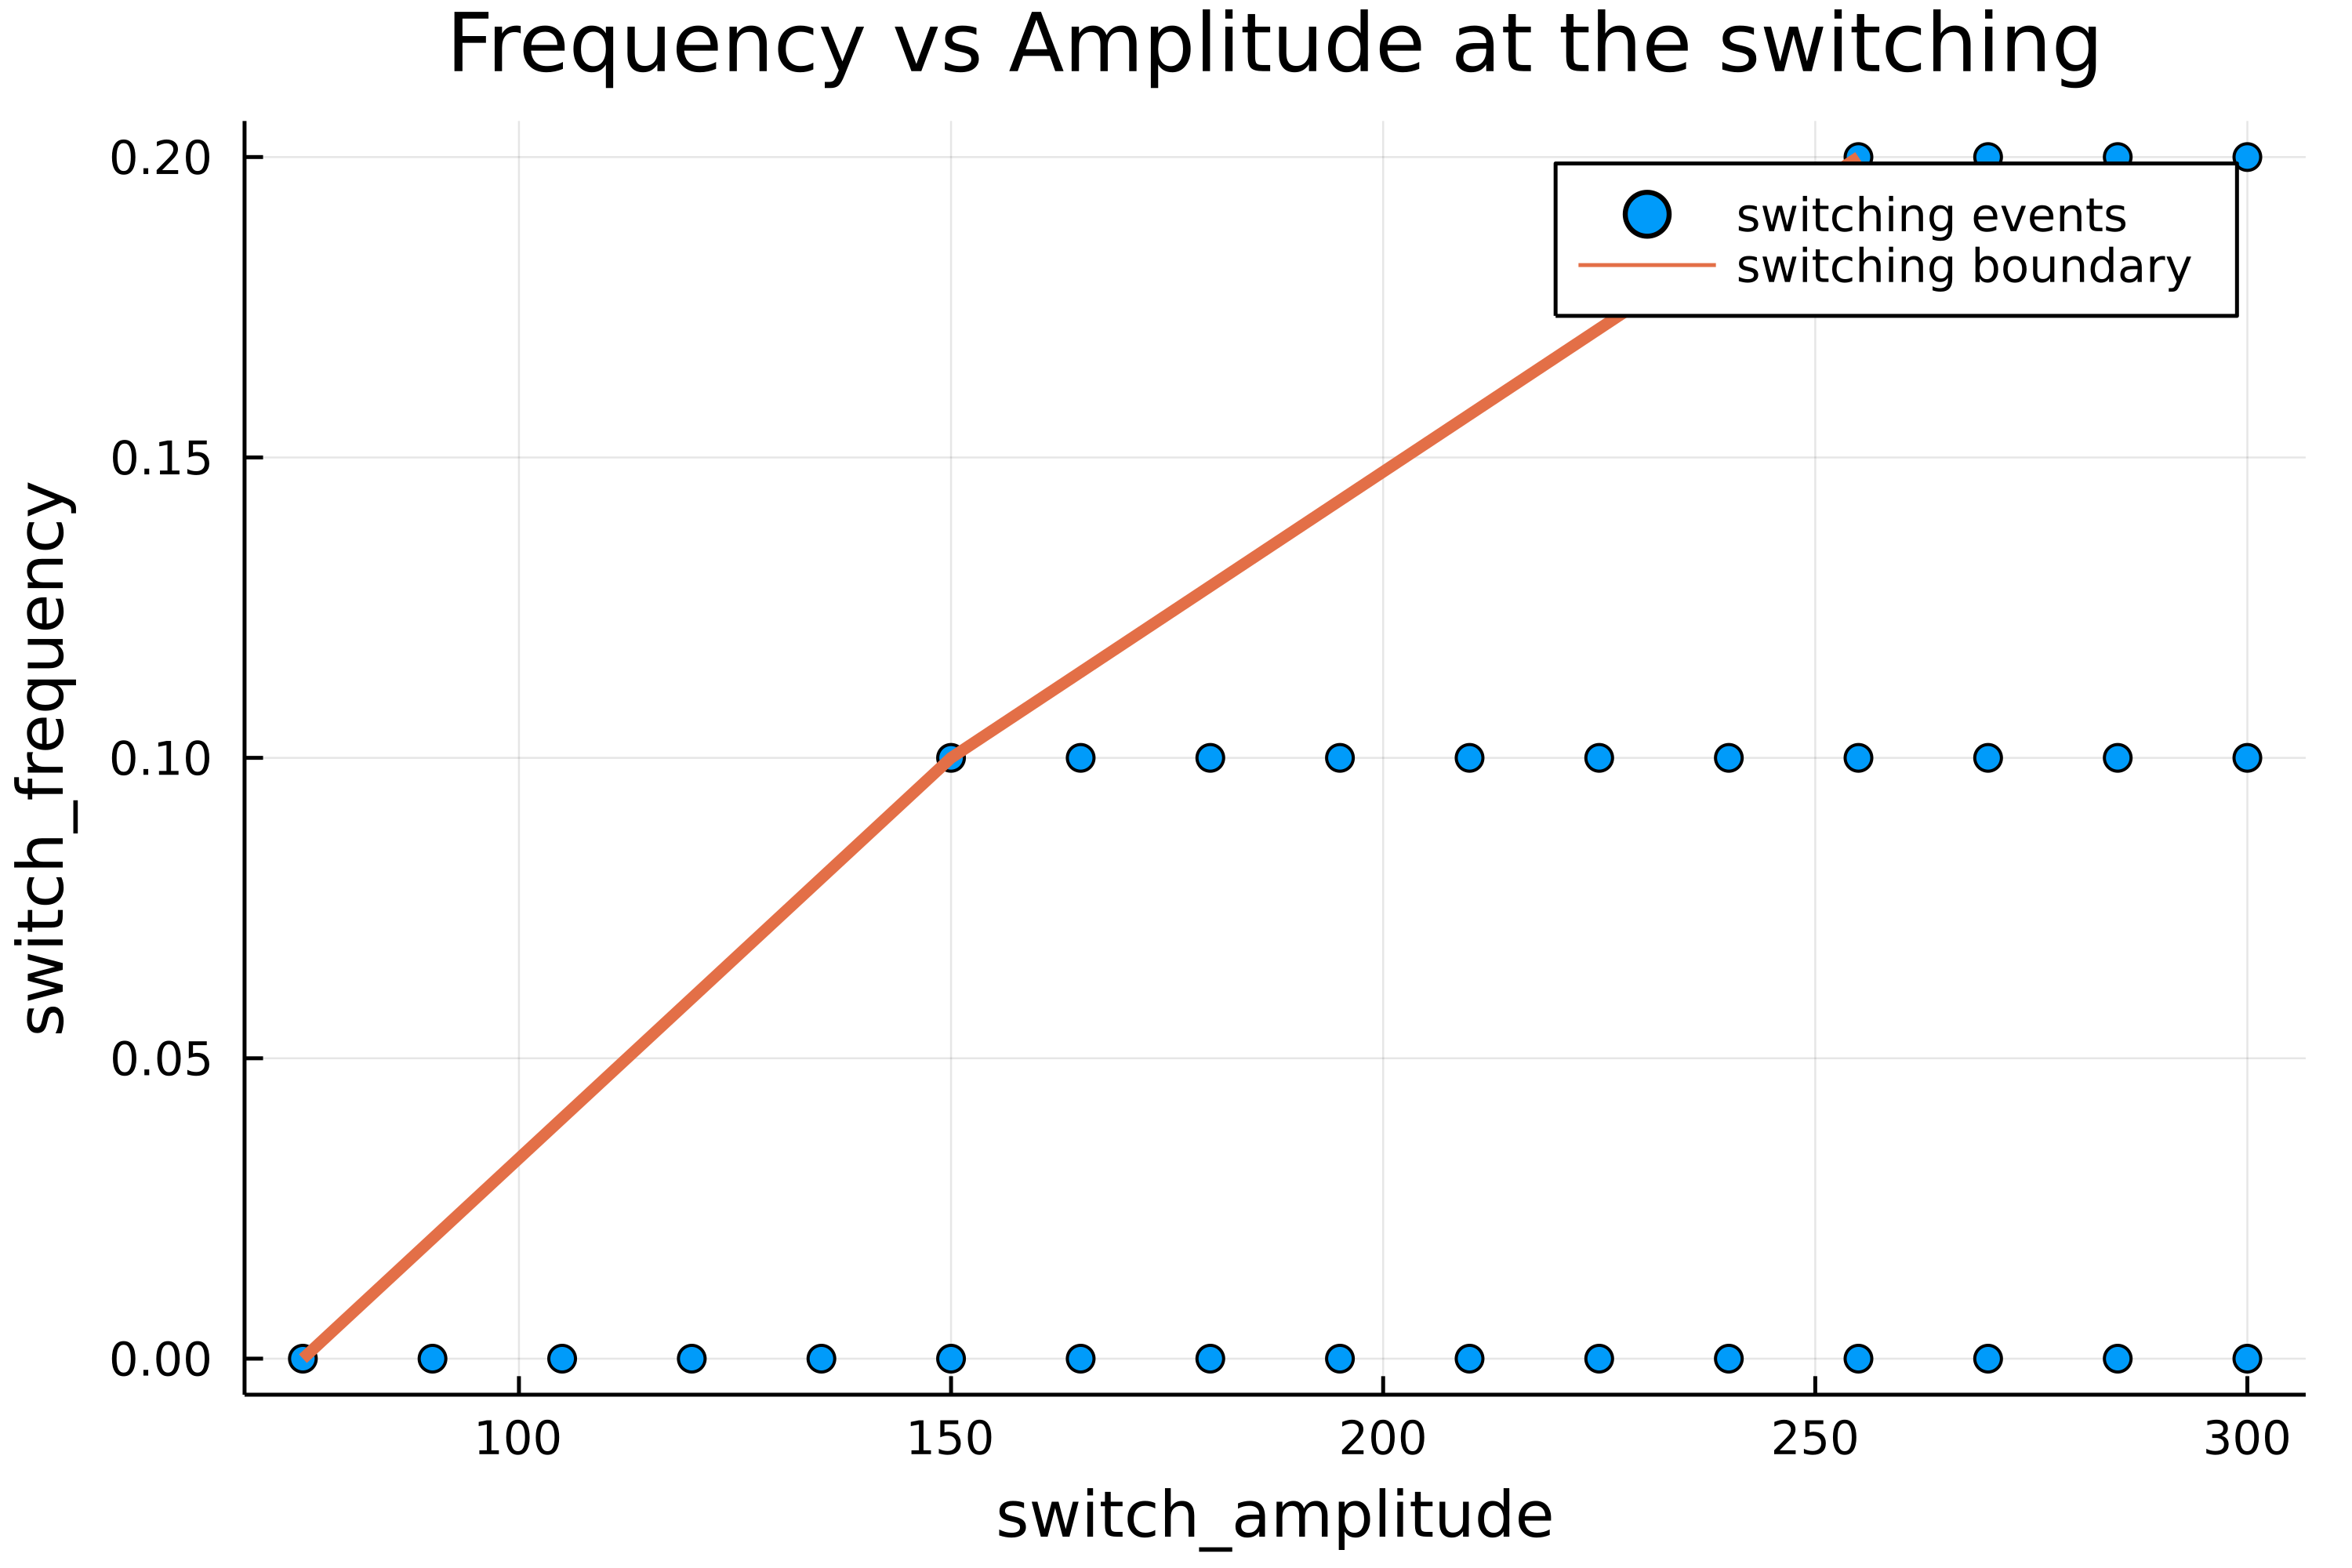 Frequency vs Amplitude at the switching
0.20
switching events
switching boundary
0.15
switch_frequency
0.10
0.05
0.00
100 150 200 250 300
switch_amplitude